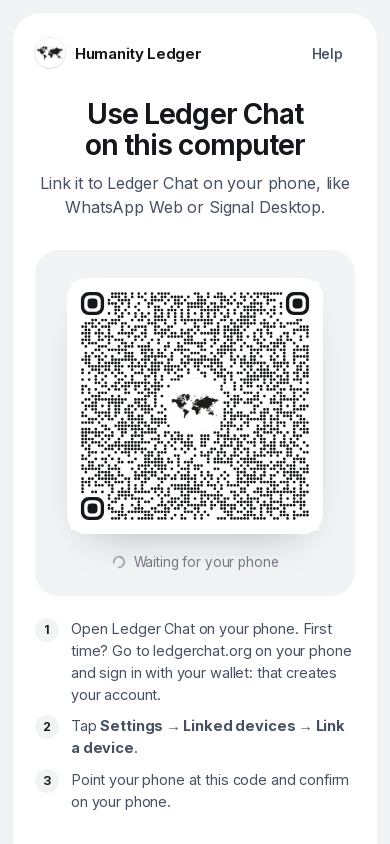 Humanity Ledger
Help
Use Ledger Chat
on this computer
Link it to Ledger Chat on your phone, like
WhatsApp Web or Signal Desktop.
Waiting for your phone
1
Open Ledger Chat on your phone. First
time? Go to ledgerchat.org on your phone
and sign in with your wallet: that creates
your account.
2
Tap Settings → Linked devices → Link
a device.
3
Point your phone at this code and confirm
on your phone.